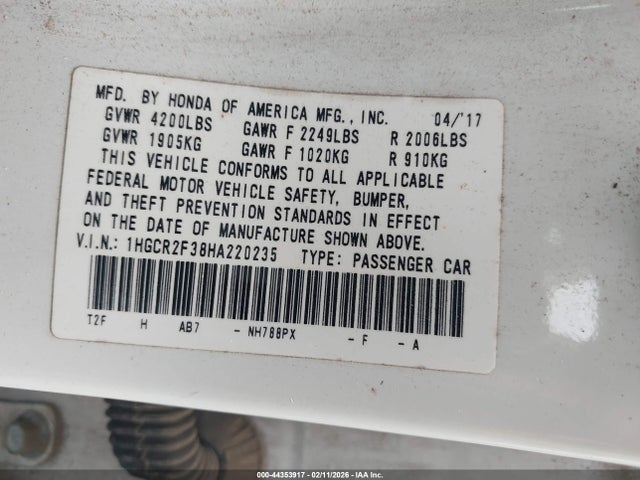 MFD. BY HONDA OF AMERICA MFG., INC. 04/'17
GVWR 4200LBS GAWR F 2249LBS R 2006LBS
GVWR 1905KG GAWR F 1020KG R 910KG
THIS VEHICLE CONFORMS TO ALL APPLICABLE
FEDERAL MOTOR VEHICLE SAFETY, BUMPER,
AND THEFT PREVENTION STANDARDS IN EFFECT
ON THE DATE OF MANUFACTURE SHOWN ABOVE.
V.I.N.: 1HGCR2F38HA220235 TYPE: PASSENGER CAR
T2F H AB7 - NH788PX - F - A
000-44353917 - 02/11/2026 - IAA Inc.